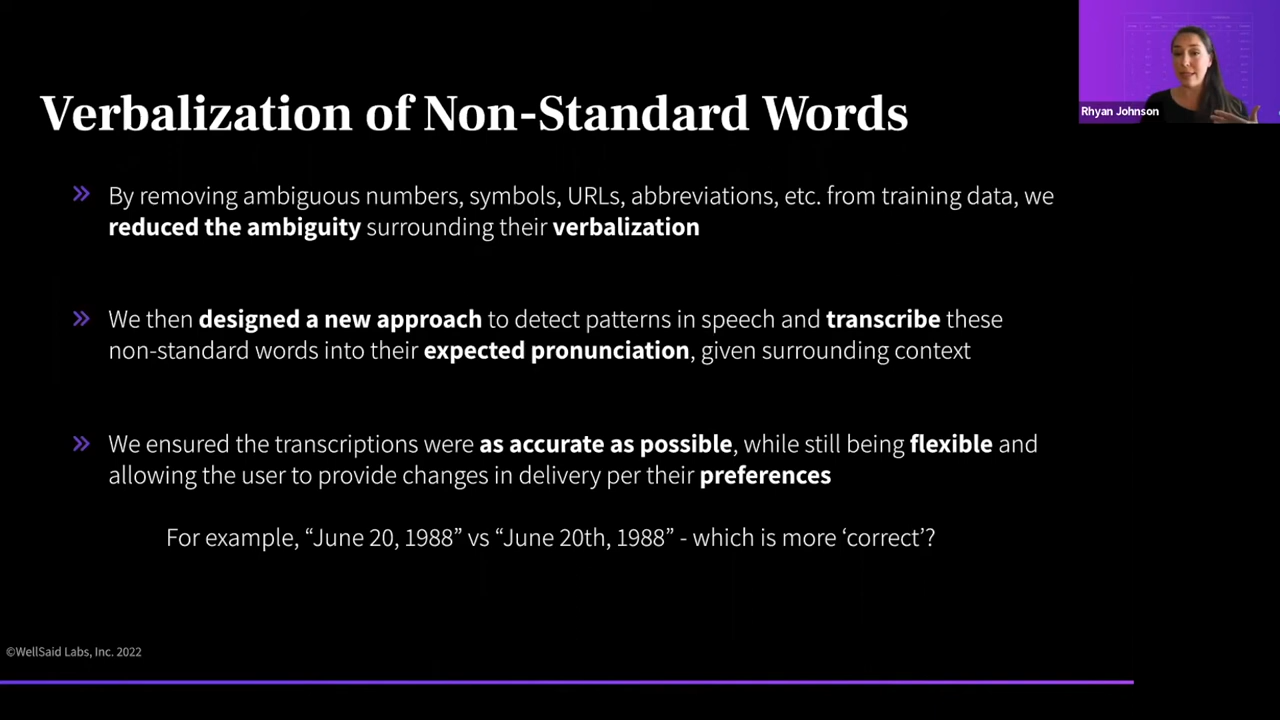 Rhyan Johnson
Verbalization of Non-Standard Words
» By removing ambiguous numbers, symbols, URLs, abbreviations, etc. from training data, we
reduced the ambiguity surrounding their verbalization
» We then designed a new approach to detect patterns in speech and transcribe these
non-standard words into their expected pronunciation, given surrounding context
» We ensured the transcriptions were as accurate as possible, while still being flexible and
allowing the user to provide changes in delivery per their preferences
For example, “June 20, 1988” vs “June 20th, 1988” - which is more ‘correct’?
©WellSaid Labs, Inc. 2022